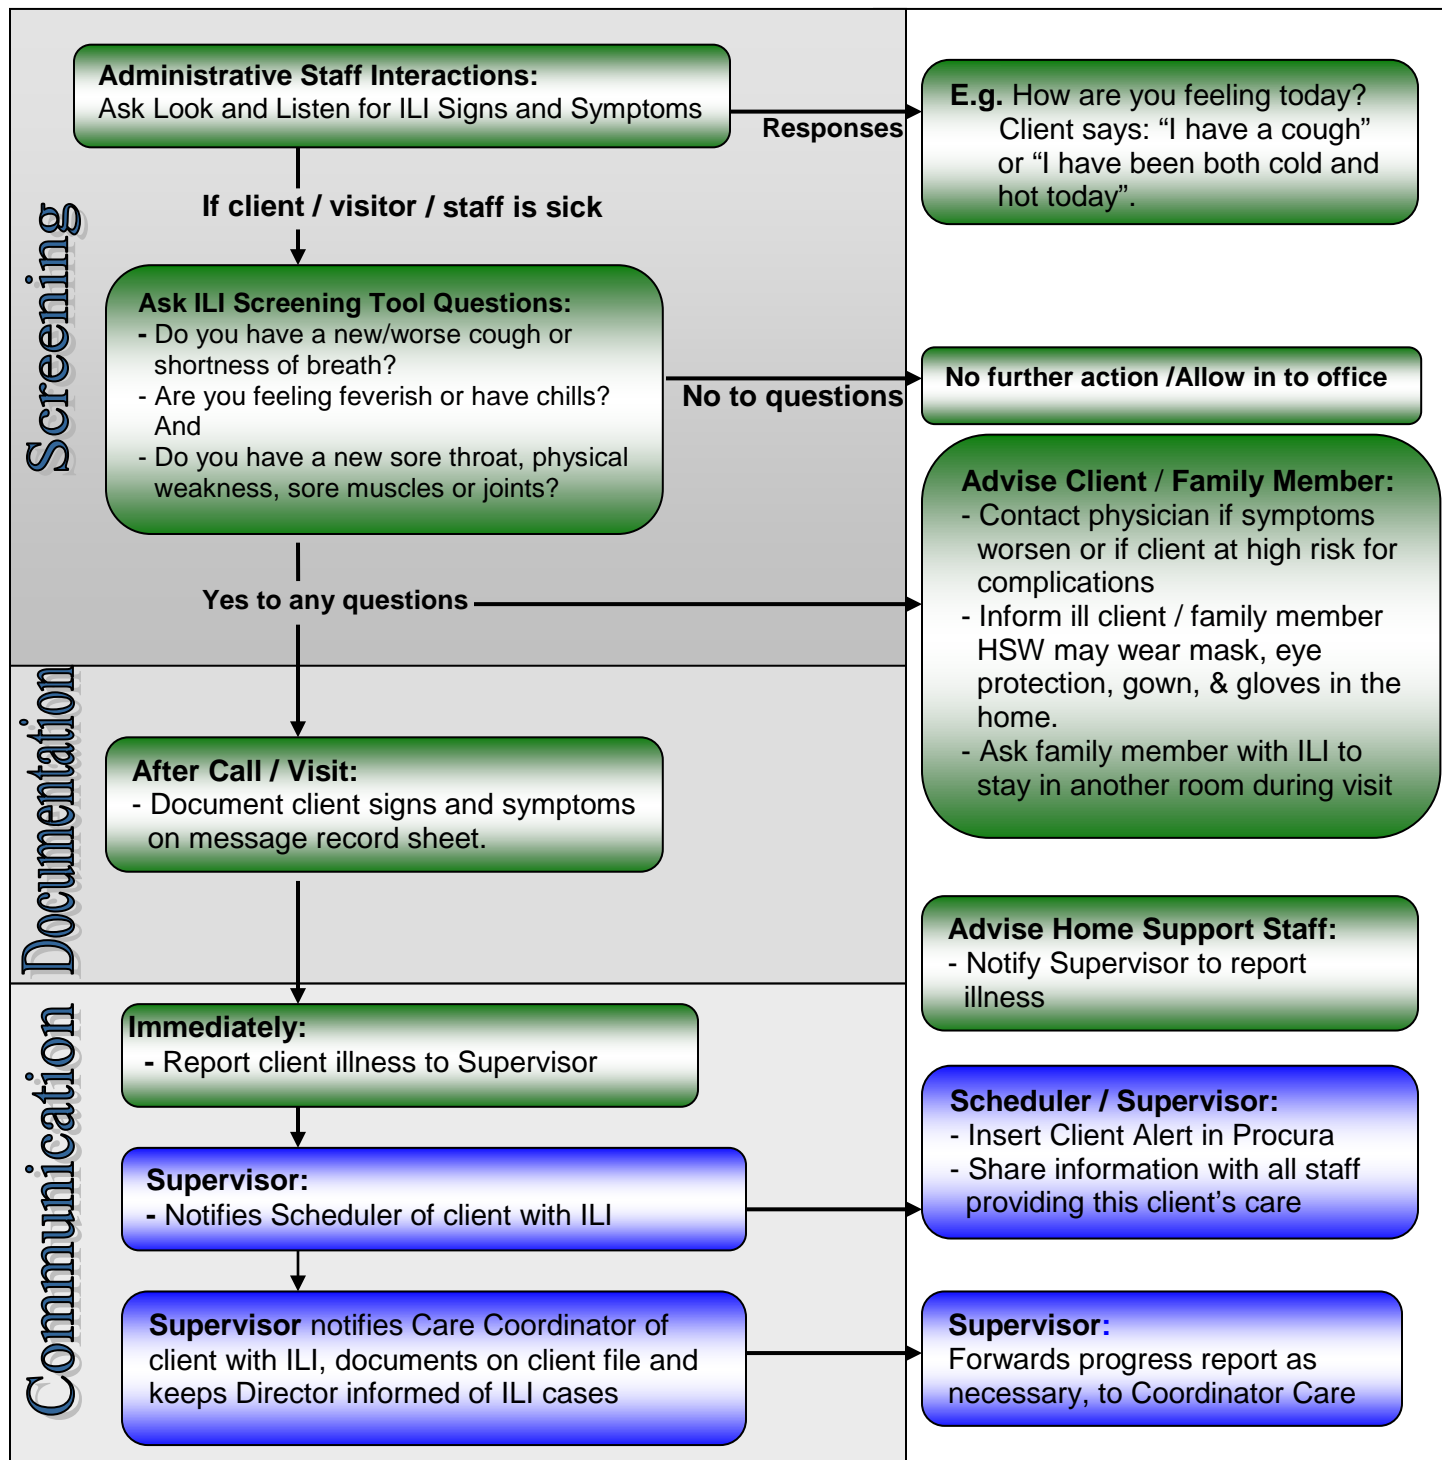 Screening
Administrative Staff Interactions:
Ask Look and Listen for ILI Signs and Symptoms
Responses
E.g. How are you feeling today?
Client says: “I have a cough”
or “I have been both cold and
hot today”.
If client / visitor / staff is sick
Ask ILI Screening Tool Questions:
- Do you have a new/worse cough or
shortness of breath?
- Are you feeling feverish or have chills?
And
- Do you have a new sore throat, physical
weakness, sore muscles or joints?
No to questions
No further action /Allow in to office
Yes to any questions
Advise Client / Family Member:
- Contact physician if symptoms
worsen or if client at high risk for
complications
- Inform ill client / family member
HSW may wear mask, eye
protection, gown, & gloves in the
home.
- Ask family member with ILI to
stay in another room during visit
Documentation
After Call / Visit:
- Document client signs and symptoms
on message record sheet.
Advise Home Support Staff:
- Notify Supervisor to report
illness
Communication
Immediately:
- Report client illness to Supervisor
Supervisor:
- Notifies Scheduler of client with ILI
Scheduler / Supervisor:
- Insert Client Alert in Procura
- Share information with all staff
providing this client’s care
Supervisor notifies Care Coordinator of
client with ILI, documents on client file and
keeps Director informed of ILI cases
Supervisor:
Forwards progress report as
necessary, to Coordinator Care